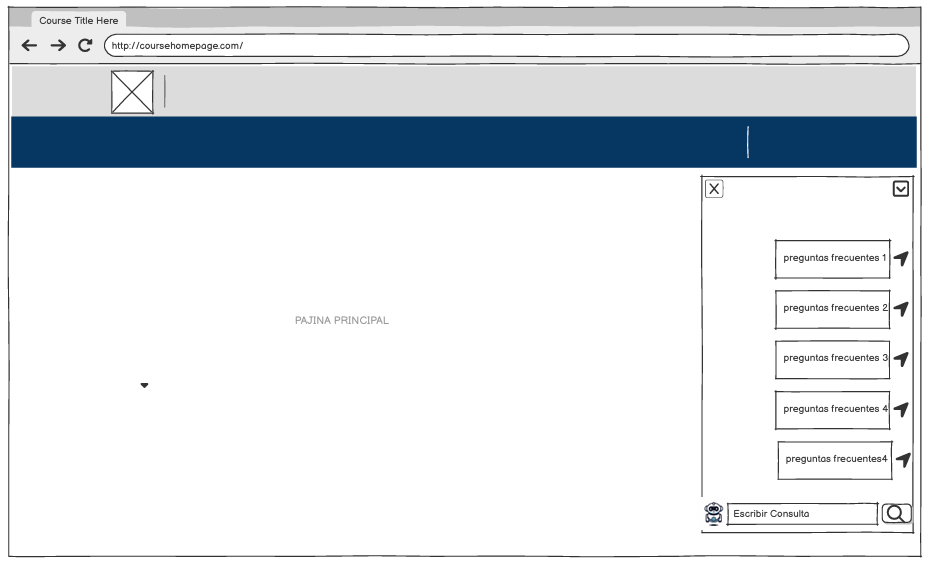 Course Title Here
http://coursehomepage.com/
X
preguntas frecuentes 1
preguntas frecuentes 2
PAJINA PRINCIPAL
preguntas frecuentes 3
preguntas frecuentes 4
preguntas frecuentes4
Escribir Consulta